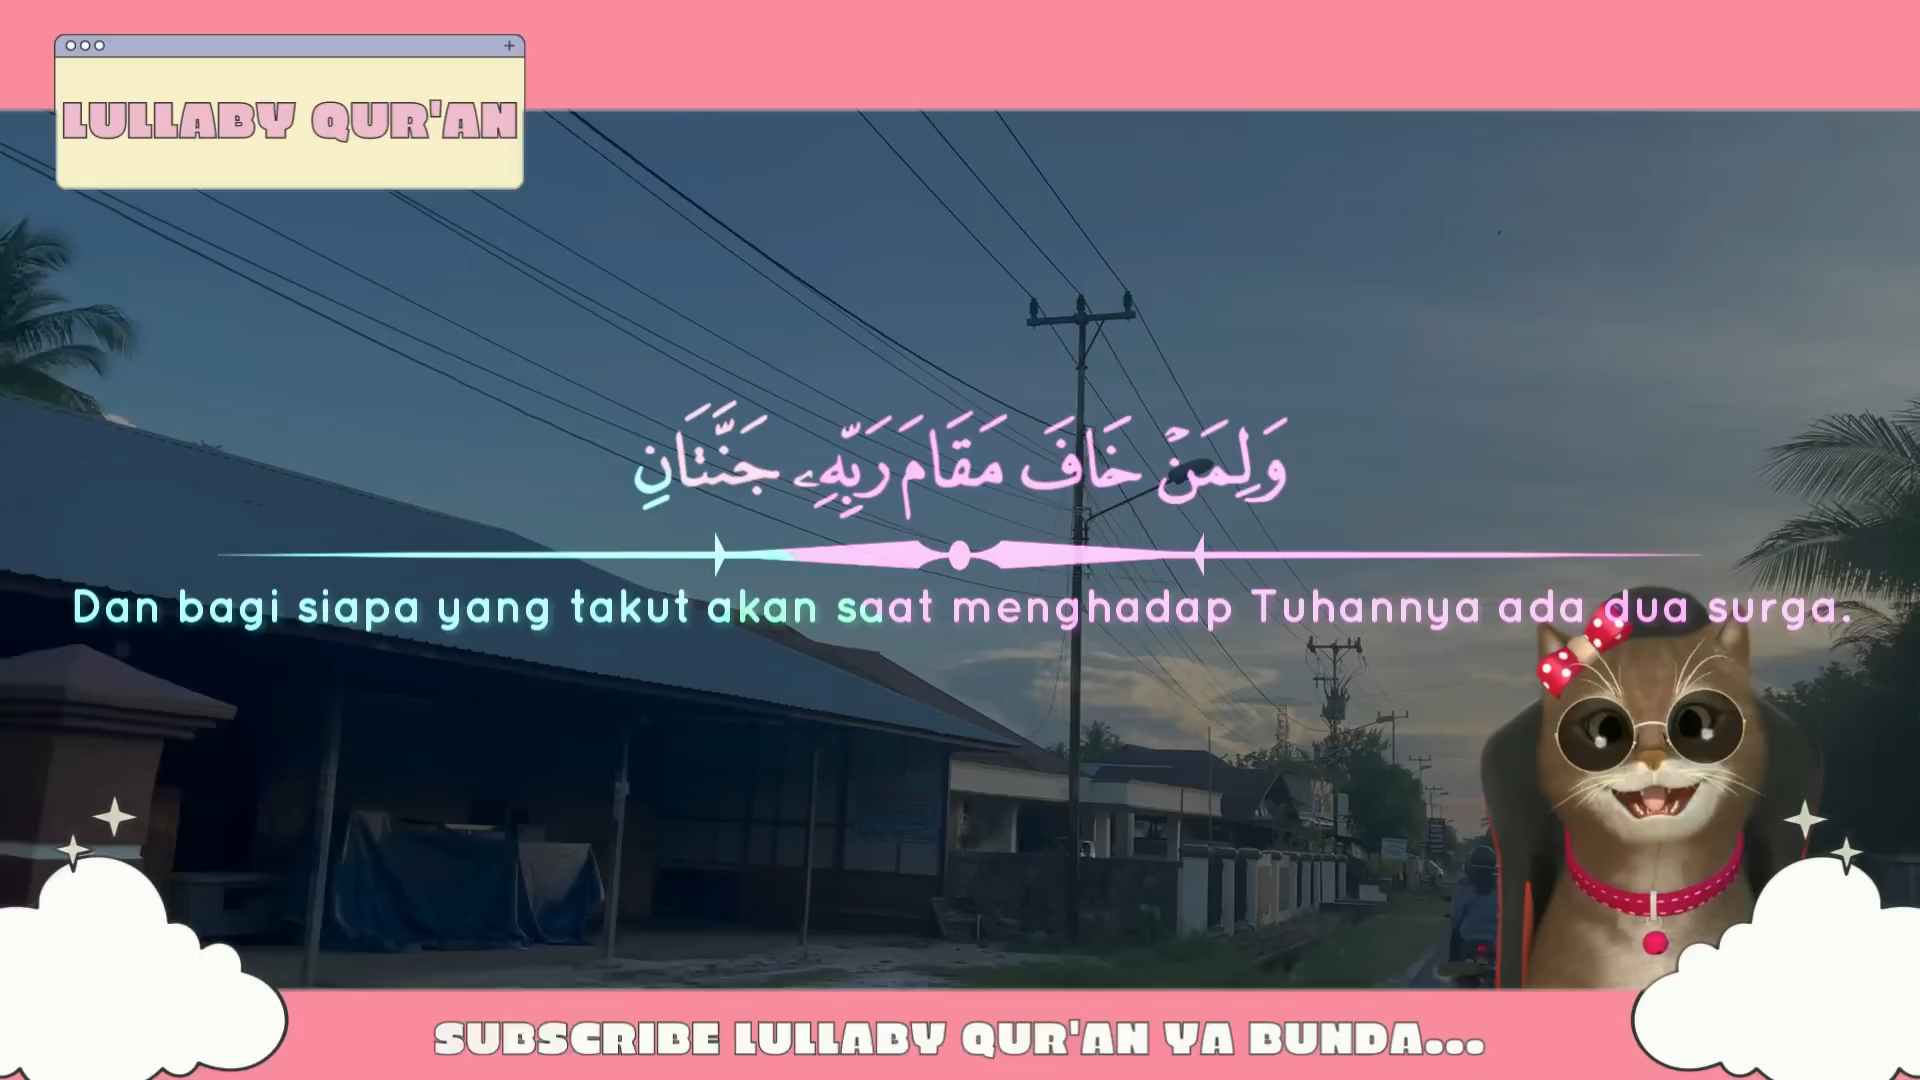 LULLABY QUR'AN
وَلِمَنْ خَافَ مَقَامَ رَبِّهِۦ جَنَّتَانِ
Dan bagi siapa yang takut akan saat menghadap Tuhannya ada dua surga.
SUBSCRIBE LULLABY QUR'AN YA BUNDA...